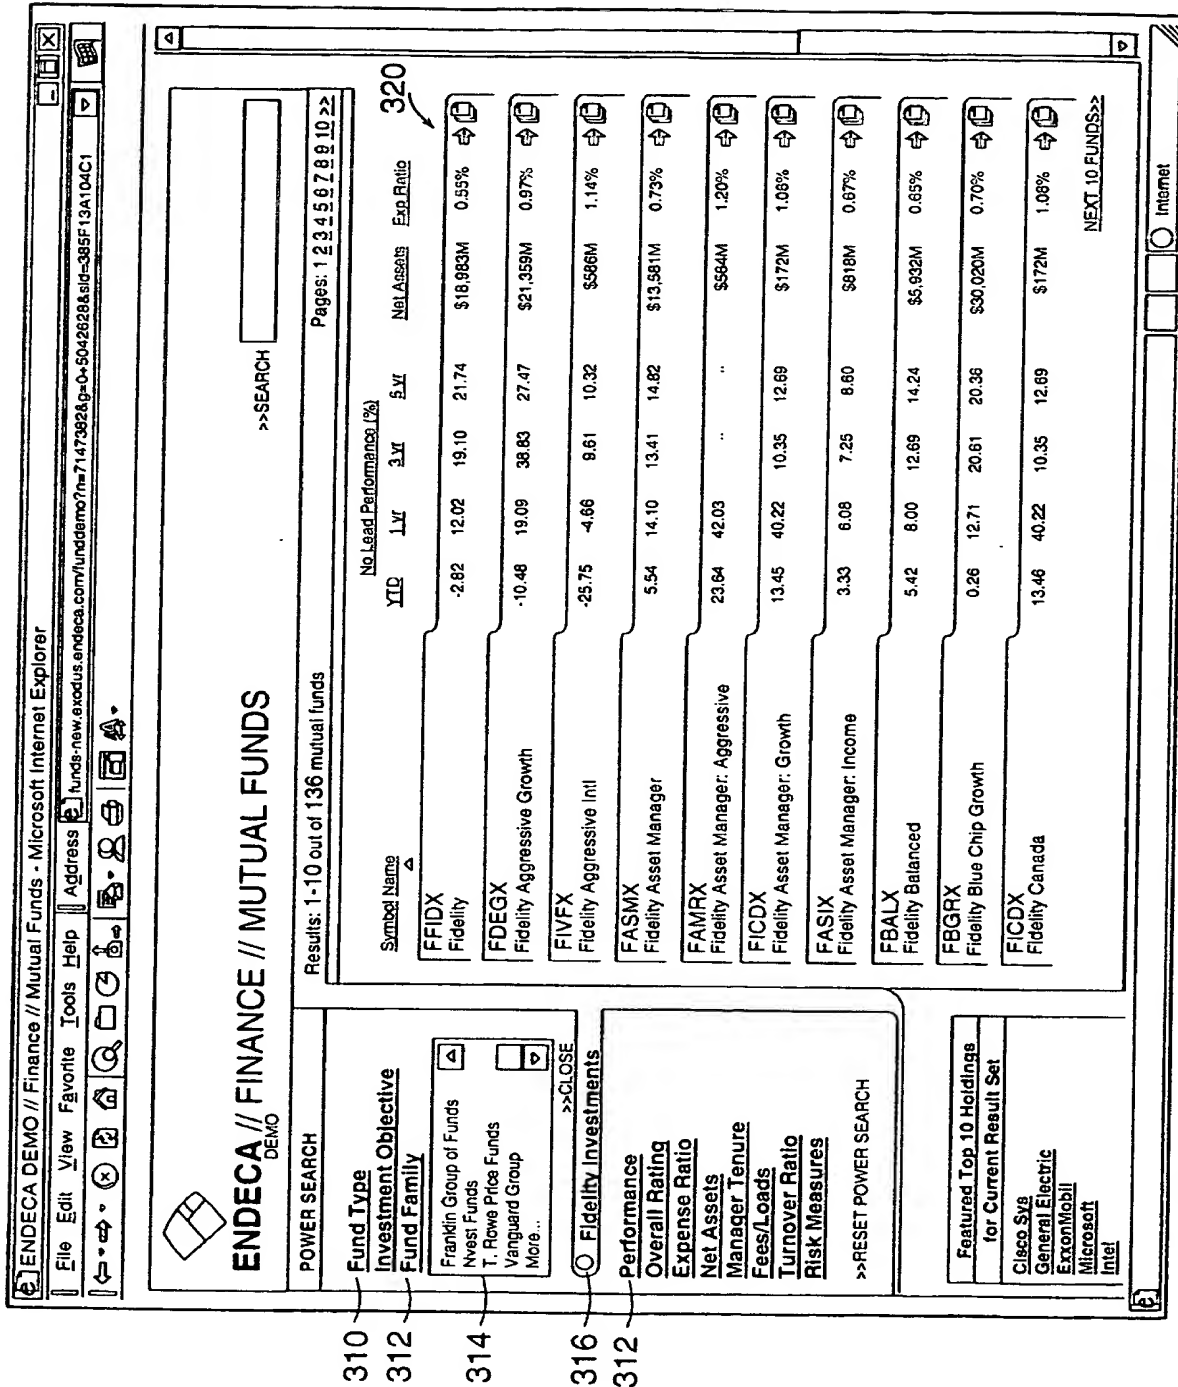 ENDECA DEMO // Finance // Mutual Funds - Microsoft Internet Explorer
File Edit View Favorite Tools Help Address funds-new.exodus.endeca.com/funddemo?n=7147382&g=0+5042628&sid=385F13A104C1
ENDECA // FINANCE // MUTUAL FUNDS
DEMO
>>SEARCH
POWER SEARCH
Results: 1-10 out of 136 mutual funds
Pages: 1 2 3 4 5 6 7 8 9 10 >>
310
Fund Type
Investment Objective
312
Fund Family
314
Franklin Group of Funds
Nvest Funds
T. Rowe Price Funds
Vanguard Group
More...
>>CLOSE
316
Fidelity Investments
312
Performance
Overall Rating
Expense Ratio
Net Assets
Manager Tenure
Fees/Loads
Turnover Ratio
Risk Measures
>>RESET POWER SEARCH
Featured Top 10 Holdings
for Current Result Set
Cisco Sys
General Electric
ExxonMobil
Microsoft
Intel
320
No Lead Performance (%)
Symbol Name YTD 1 yr 3 yr 5 yr Net Assets Exp Ratio
FFIDX
Fidelity -2.82 12.02 19.10 21.74 $18,983M 0.55%
FDEGX
Fidelity Aggressive Growth -10.48 19.09 38.83 27.47 $21,359M 0.97%
FIVFX
Fidelity Aggressive Intl -25.75 -4.66 9.61 10.32 $586M 1.14%
FASMX
Fidelity Asset Manager 5.54 14.10 13.41 14.82 $13,581M 0.73%
FAMRX
Fidelity Asset Manager: Aggressive 23.64 42.03 .. .. $584M 1.20%
FICDX
Fidelity Asset Manager: Growth 13.45 40.22 10.35 12.69 $172M 1.08%
FASIX
Fidelity Asset Manager: Income 3.33 6.08 7.25 8.60 $818M 0.67%
FBALX
Fidelity Balanced 5.42 8.00 12.69 14.24 $5,932M 0.65%
FBGRX
Fidelity Blue Chip Growth 0.26 12.71 20.61 20.36 $30,020M 0.70%
FICDX
Fidelity Canada 13.46 40.22 10.35 12.69 $172M 1.08%
NEXT 10 FUNDS>>
Internet